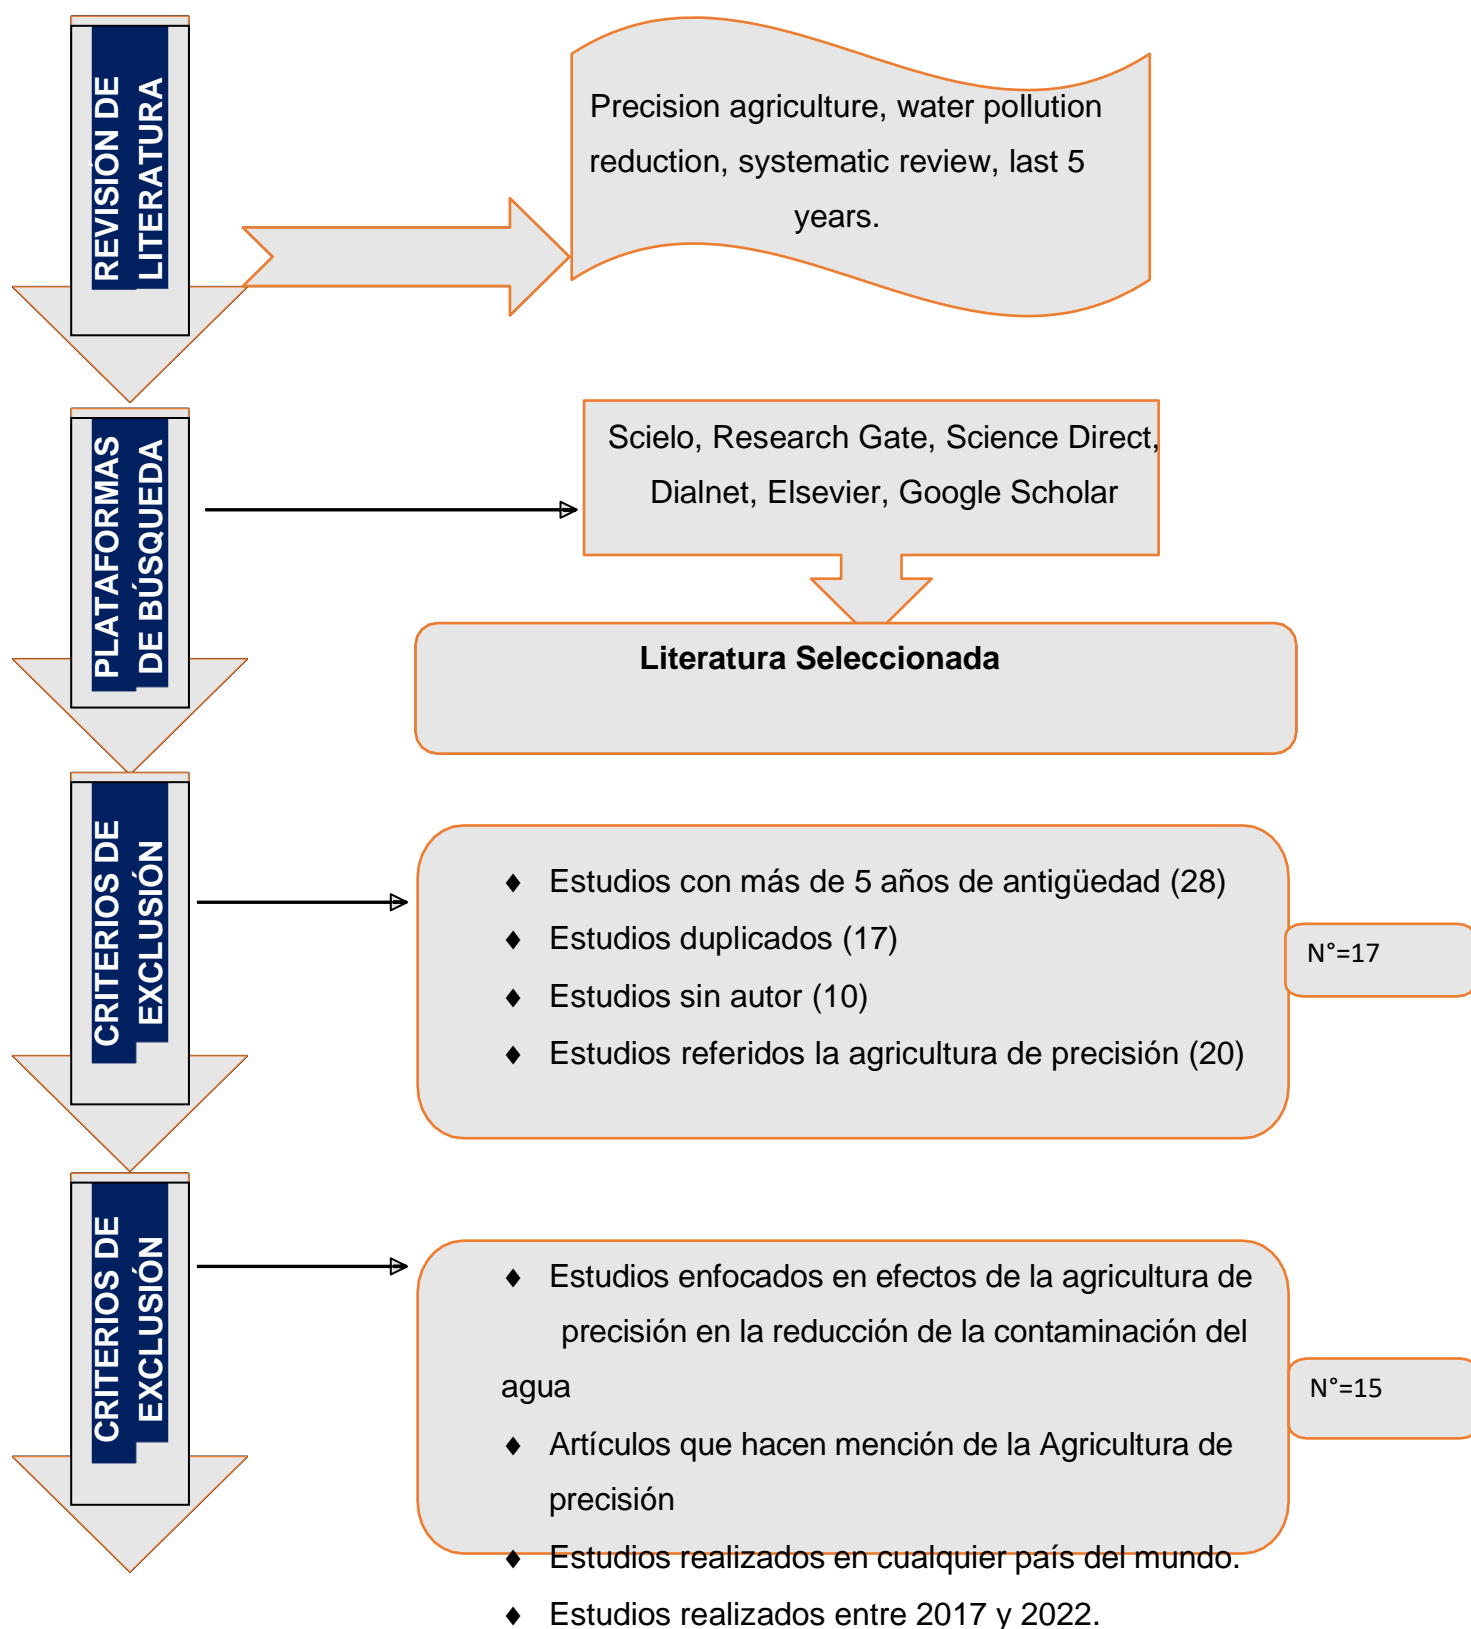 REVISIÓN DE
LITERATURA
Precision agriculture, water pollution
reduction, systematic review, last 5
years.
PLATAFORMAS
DE BÚSQUEDA
Scielo, Research Gate, Science Direct,
Dialnet, Elsevier, Google Scholar
Literatura Seleccionada
CRITERIOS DE
EXCLUSIÓN
♦ Estudios con más de 5 años de antigüedad (28)
♦ Estudios duplicados (17)
♦ Estudios sin autor (10)
♦ Estudios referidos la agricultura de precisión (20)
N°=17
CRITERIOS DE
EXCLUSIÓN
♦ Estudios enfocados en efectos de la agricultura de
precisión en la reducción de la contaminación del
agua
♦ Artículos que hacen mención de la Agricultura de
precisión
♦ Estudios realizados en cualquier país del mundo.
♦ Estudios realizados entre 2017 y 2022.
N°=15